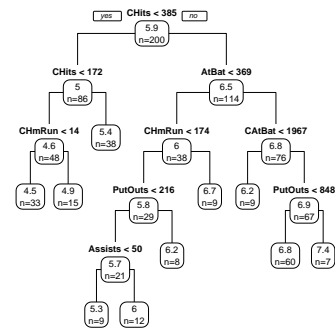 CHits < 385
yes no
5.9
n=200
CHits < 172 AtBat < 369
5
n=86
6.5
n=114
CHmRun < 14
5.4
n=38
CHmRun < 174 CAtBat < 1967
4.6
n=48
6
n=38
6.8
n=76
4.5
n=33
4.9
n=15
PutOuts < 216
6.7
n=9
6.2
n=9
PutOuts < 848
5.8
n=29
6.9
n=67
Assists < 50
6.2
n=8
6.8
n=60
7.4
n=7
5.7
n=21
5.3
n=9
6
n=12